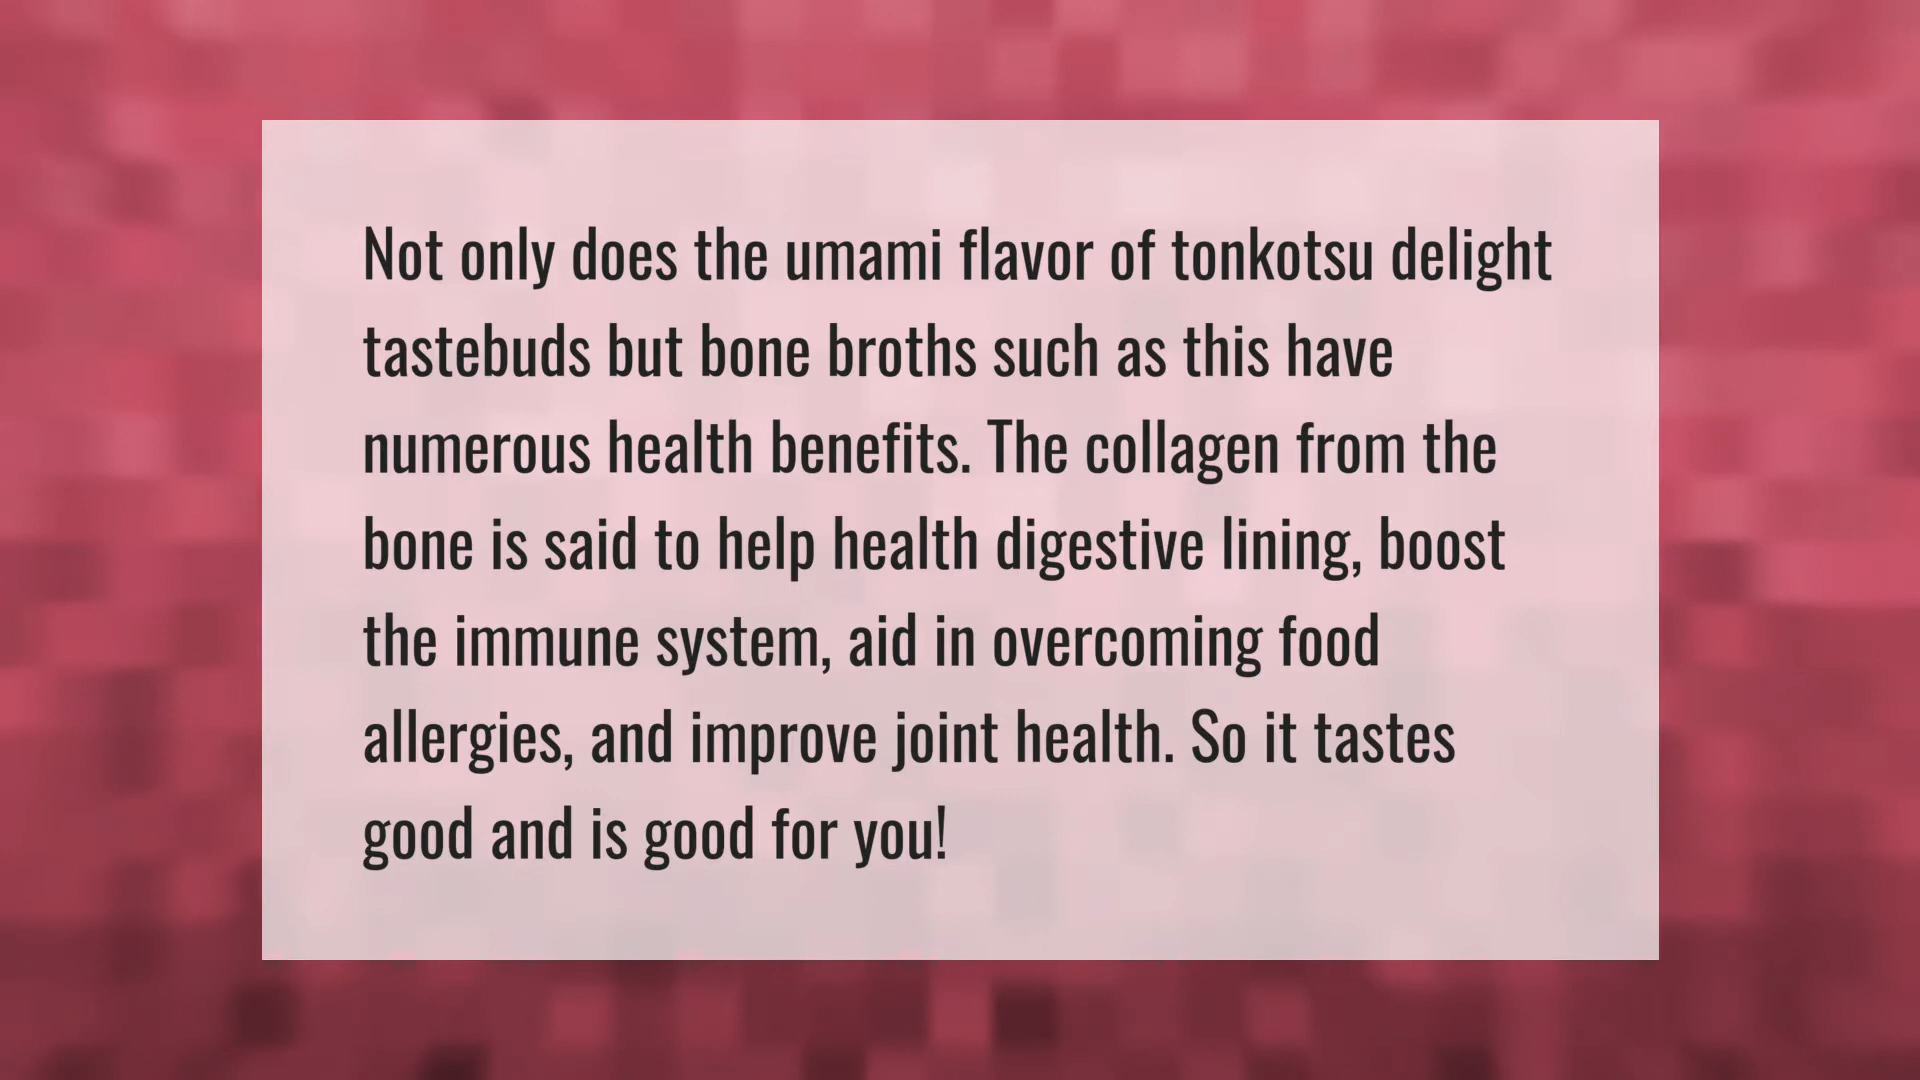 Not only does the umami flavor of tonkotsu delight
tastebuds but bone broths such as this have
numerous health benefits. The collagen from the
bone is said to help health digestive lining, boost
the immune system, aid in overcoming food
allergies, and improve joint health. So it tastes
good and is good for you!